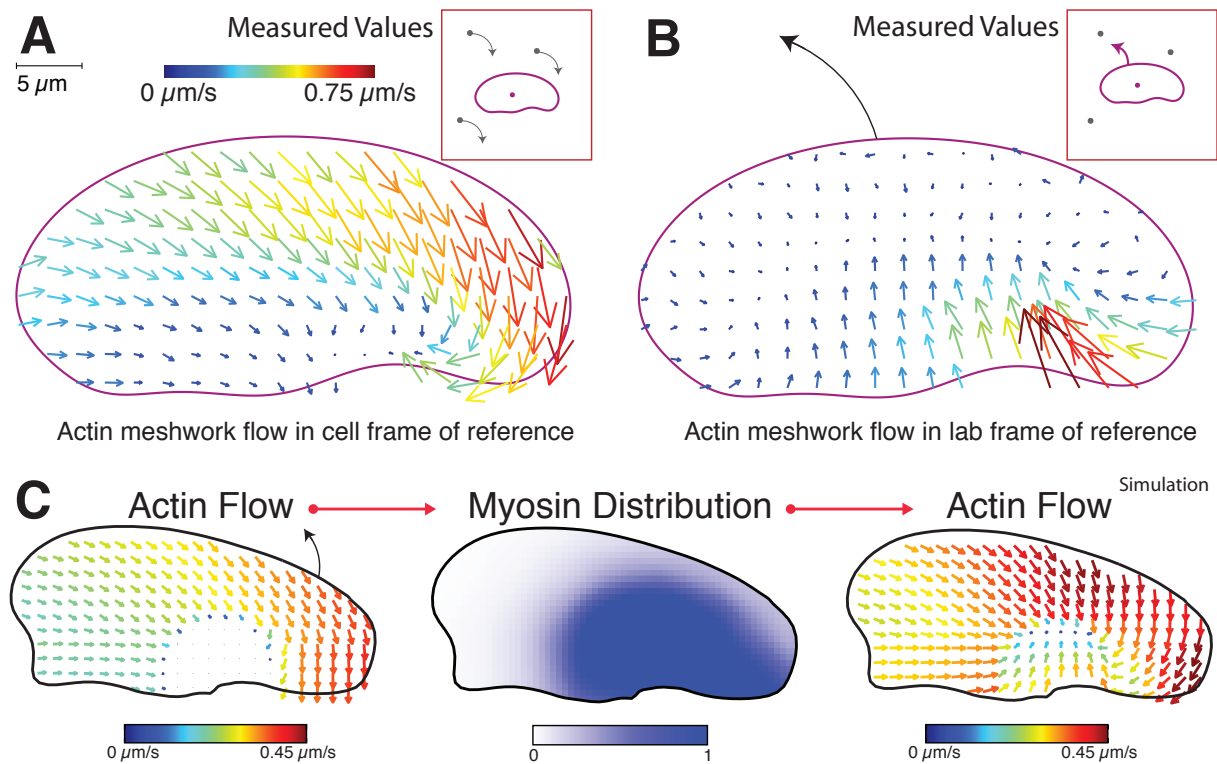 A
Measured Values
5 µm
0 µm/s
0.75 µm/s
B
Measured Values
Actin meshwork flow in cell frame of reference
Actin meshwork flow in lab frame of reference
C
Actin Flow
Myosin Distribution
Actin Flow
Simulation
0 µm/s
0.45 µm/s
0
1
0 µm/s
0.45 µm/s